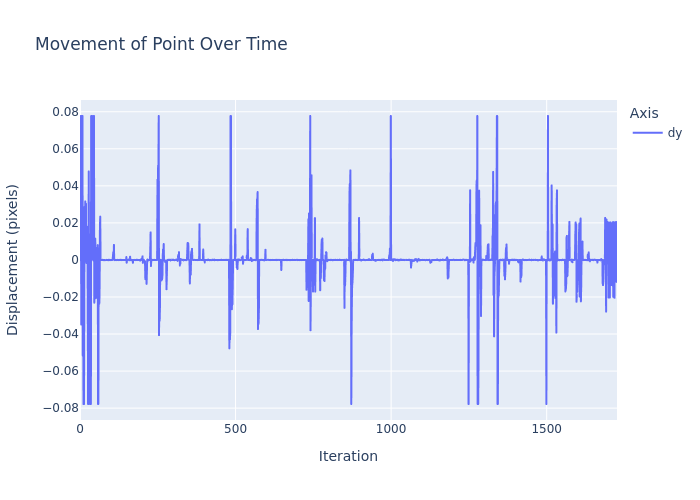 Movement of Point Over Time
Axis
dy
0.08
0.06
0.04
0.02
0
−0.02
−0.04
−0.06
−0.08
Displacement (pixels)
0
500
1000
1500
Iteration